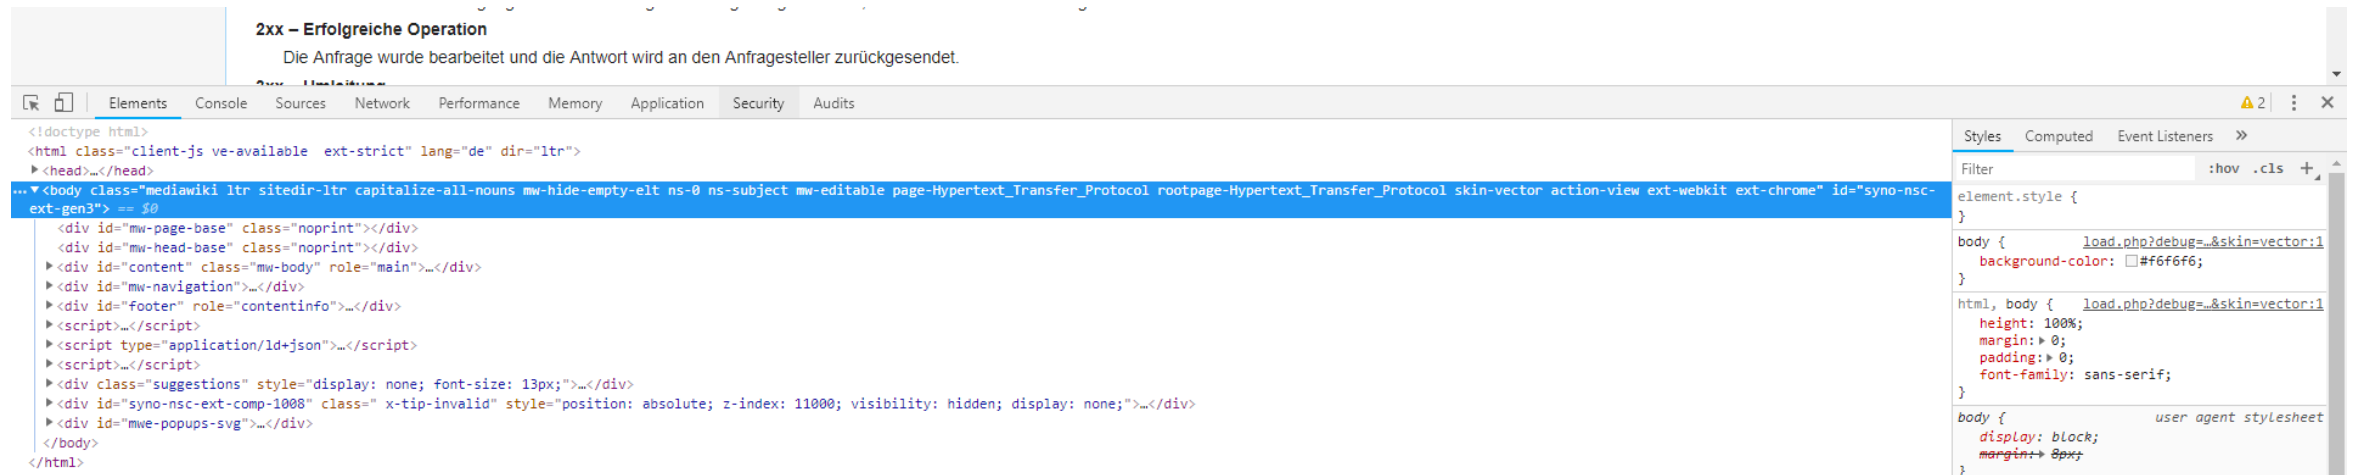 2xx – Erfolgreiche Operation
Die Anfrage wurde bearbeitet und die Antwort wird an den Anfragesteller zurückgesendet.
3xx – Umleitung
Elements Console Sources Network Performance Memory Application Security Audits 2
<!doctype html>
<html class="client-js ve-available  ext-strict" lang="de" dir="ltr">
<head>…</head>
…<body class="mediawiki ltr sitedir-ltr capitalize-all-nouns mw-hide-empty-elt ns-0 ns-subject mw-editable page-Hypertext_Transfer_Protocol rootpage-Hypertext_Transfer_Protocol skin-vector action-view ext-webkit ext-chrome" id="syno-nsc-
ext-gen3"> == $0
<div id="mw-page-base" class="noprint"></div>
<div id="mw-head-base" class="noprint"></div>
<div id="content" class="mw-body" role="main">…</div>
<div id="mw-navigation">…</div>
<div id="footer" role="contentinfo">…</div>
<script>…</script>
<script type="application/ld+json">…</script>
<script>…</script>
<div class="suggestions" style="display: none; font-size: 13px;">…</div>
<div id="syno-nsc-ext-comp-1008" class=" x-tip-invalid" style="position: absolute; z-index: 11000; visibility: hidden; display: none;">…</div>
<div id="mwe-popups-svg">…</div>
</body>
</html>
Styles Computed Event Listeners »
Filter :hov .cls +
element.style {
}
body { load.php?debug=…&skin=vector:1
background-color: #f6f6f6;
}
html, body { load.php?debug=…&skin=vector:1
height: 100%;
margin: 0;
padding: 0;
font-family: sans-serif;
}
body { user agent stylesheet
display: block;
margin: 8px;
}